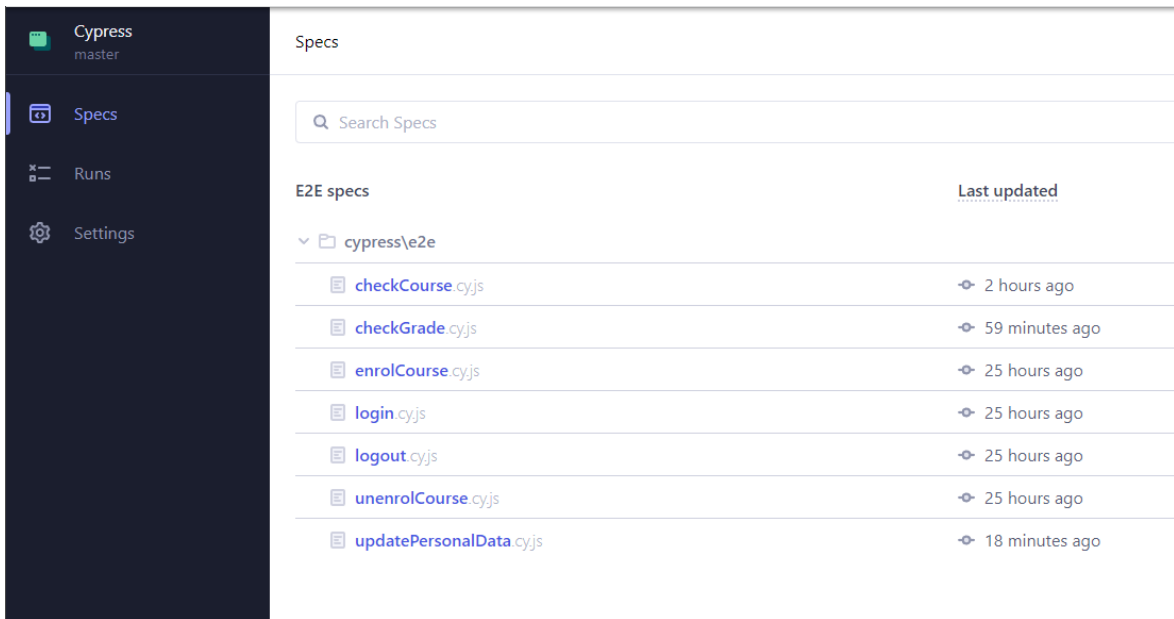 Cypress
master
Specs
Runs
Settings
Specs
Search Specs
E2E specs Last updated
cypress\e2e
checkCourse.cy.js 2 hours ago
checkGrade.cy.js 59 minutes ago
enrolCourse.cy.js 25 hours ago
login.cy.js 25 hours ago
logout.cy.js 25 hours ago
unenrolCourse.cy.js 25 hours ago
updatePersonalData.cy.js 18 minutes ago